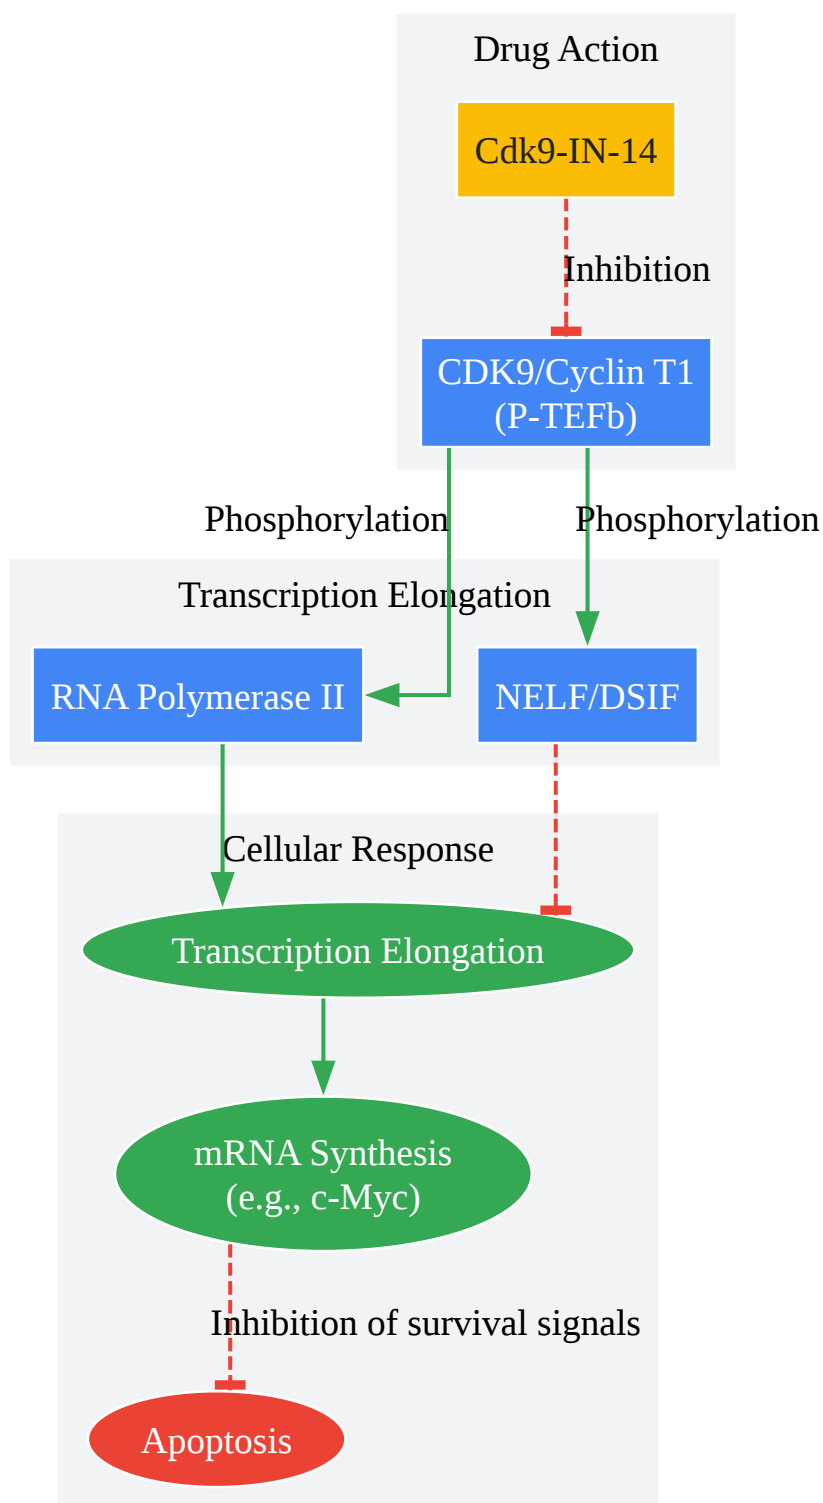 Drug Action
Cdk9-IN-14
Inhibition
CDK9/Cyclin T1
(P-TEFb)
Phosphorylation
Phosphorylation
Transcription Elongation
RNA Polymerase II
NELF/DSIF
Cellular Response
Transcription Elongation
mRNA Synthesis
(e.g., c-Myc)
Inhibition of survival signals
Apoptosis